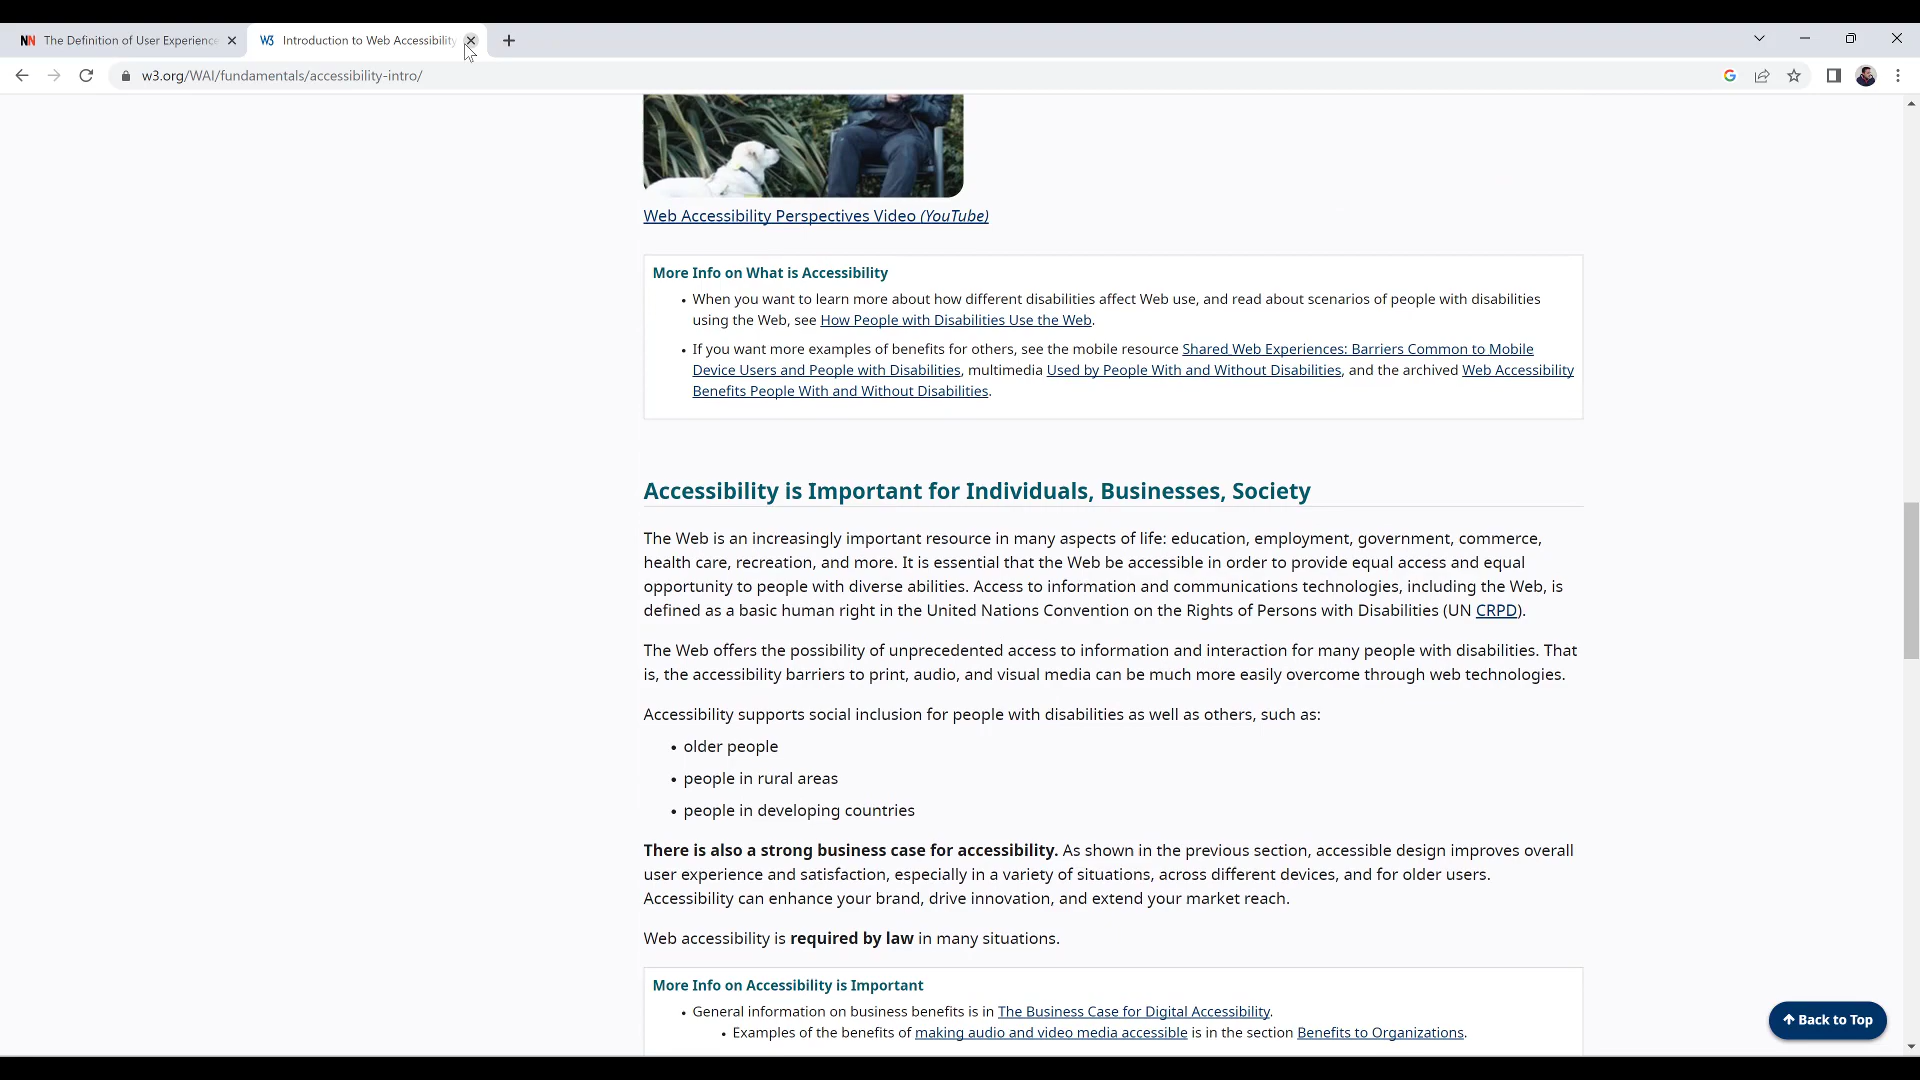 The Definition of User Experience
Introduction to Web Accessibility
w3.org/WAI/fundamentals/accessibility-intro/
Web Accessibility Perspectives Video (YouTube)
More Info on What is Accessibility
• When you want to learn more about how different disabilities affect Web use, and read about scenarios of people with disabilities
using the Web, see How People with Disabilities Use the Web.
• If you want more examples of benefits for others, see the mobile resource Shared Web Experiences: Barriers Common to Mobile
Device Users and People with Disabilities, multimedia Used by People With and Without Disabilities, and the archived Web Accessibility
Benefits People With and Without Disabilities.
Accessibility is Important for Individuals, Businesses, Society
The Web is an increasingly important resource in many aspects of life: education, employment, government, commerce,
health care, recreation, and more. It is essential that the Web be accessible in order to provide equal access and equal
opportunity to people with diverse abilities. Access to information and communications technologies, including the Web, is
defined as a basic human right in the United Nations Convention on the Rights of Persons with Disabilities (UN CRPD).
The Web offers the possibility of unprecedented access to information and interaction for many people with disabilities. That
is, the accessibility barriers to print, audio, and visual media can be much more easily overcome through web technologies.
Accessibility supports social inclusion for people with disabilities as well as others, such as:
• older people
• people in rural areas
• people in developing countries
There is also a strong business case for accessibility. As shown in the previous section, accessible design improves overall
user experience and satisfaction, especially in a variety of situations, across different devices, and for older users.
Accessibility can enhance your brand, drive innovation, and extend your market reach.
Web accessibility is required by law in many situations.
More Info on Accessibility is Important
• General information on business benefits is in The Business Case for Digital Accessibility.
• Examples of the benefits of making audio and video media accessible is in the section Benefits to Organizations.
Back to Top